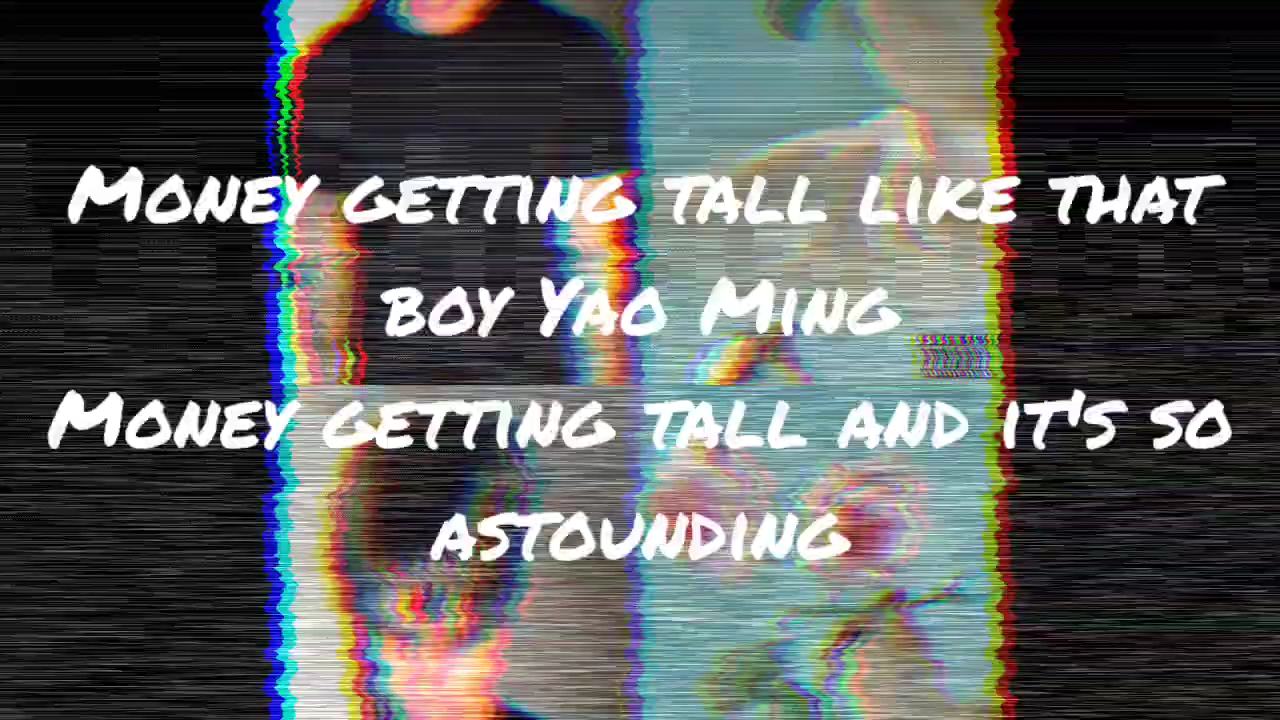 Money getting tall like that
boy Yao Ming
Money getting tall and it's so
astounding